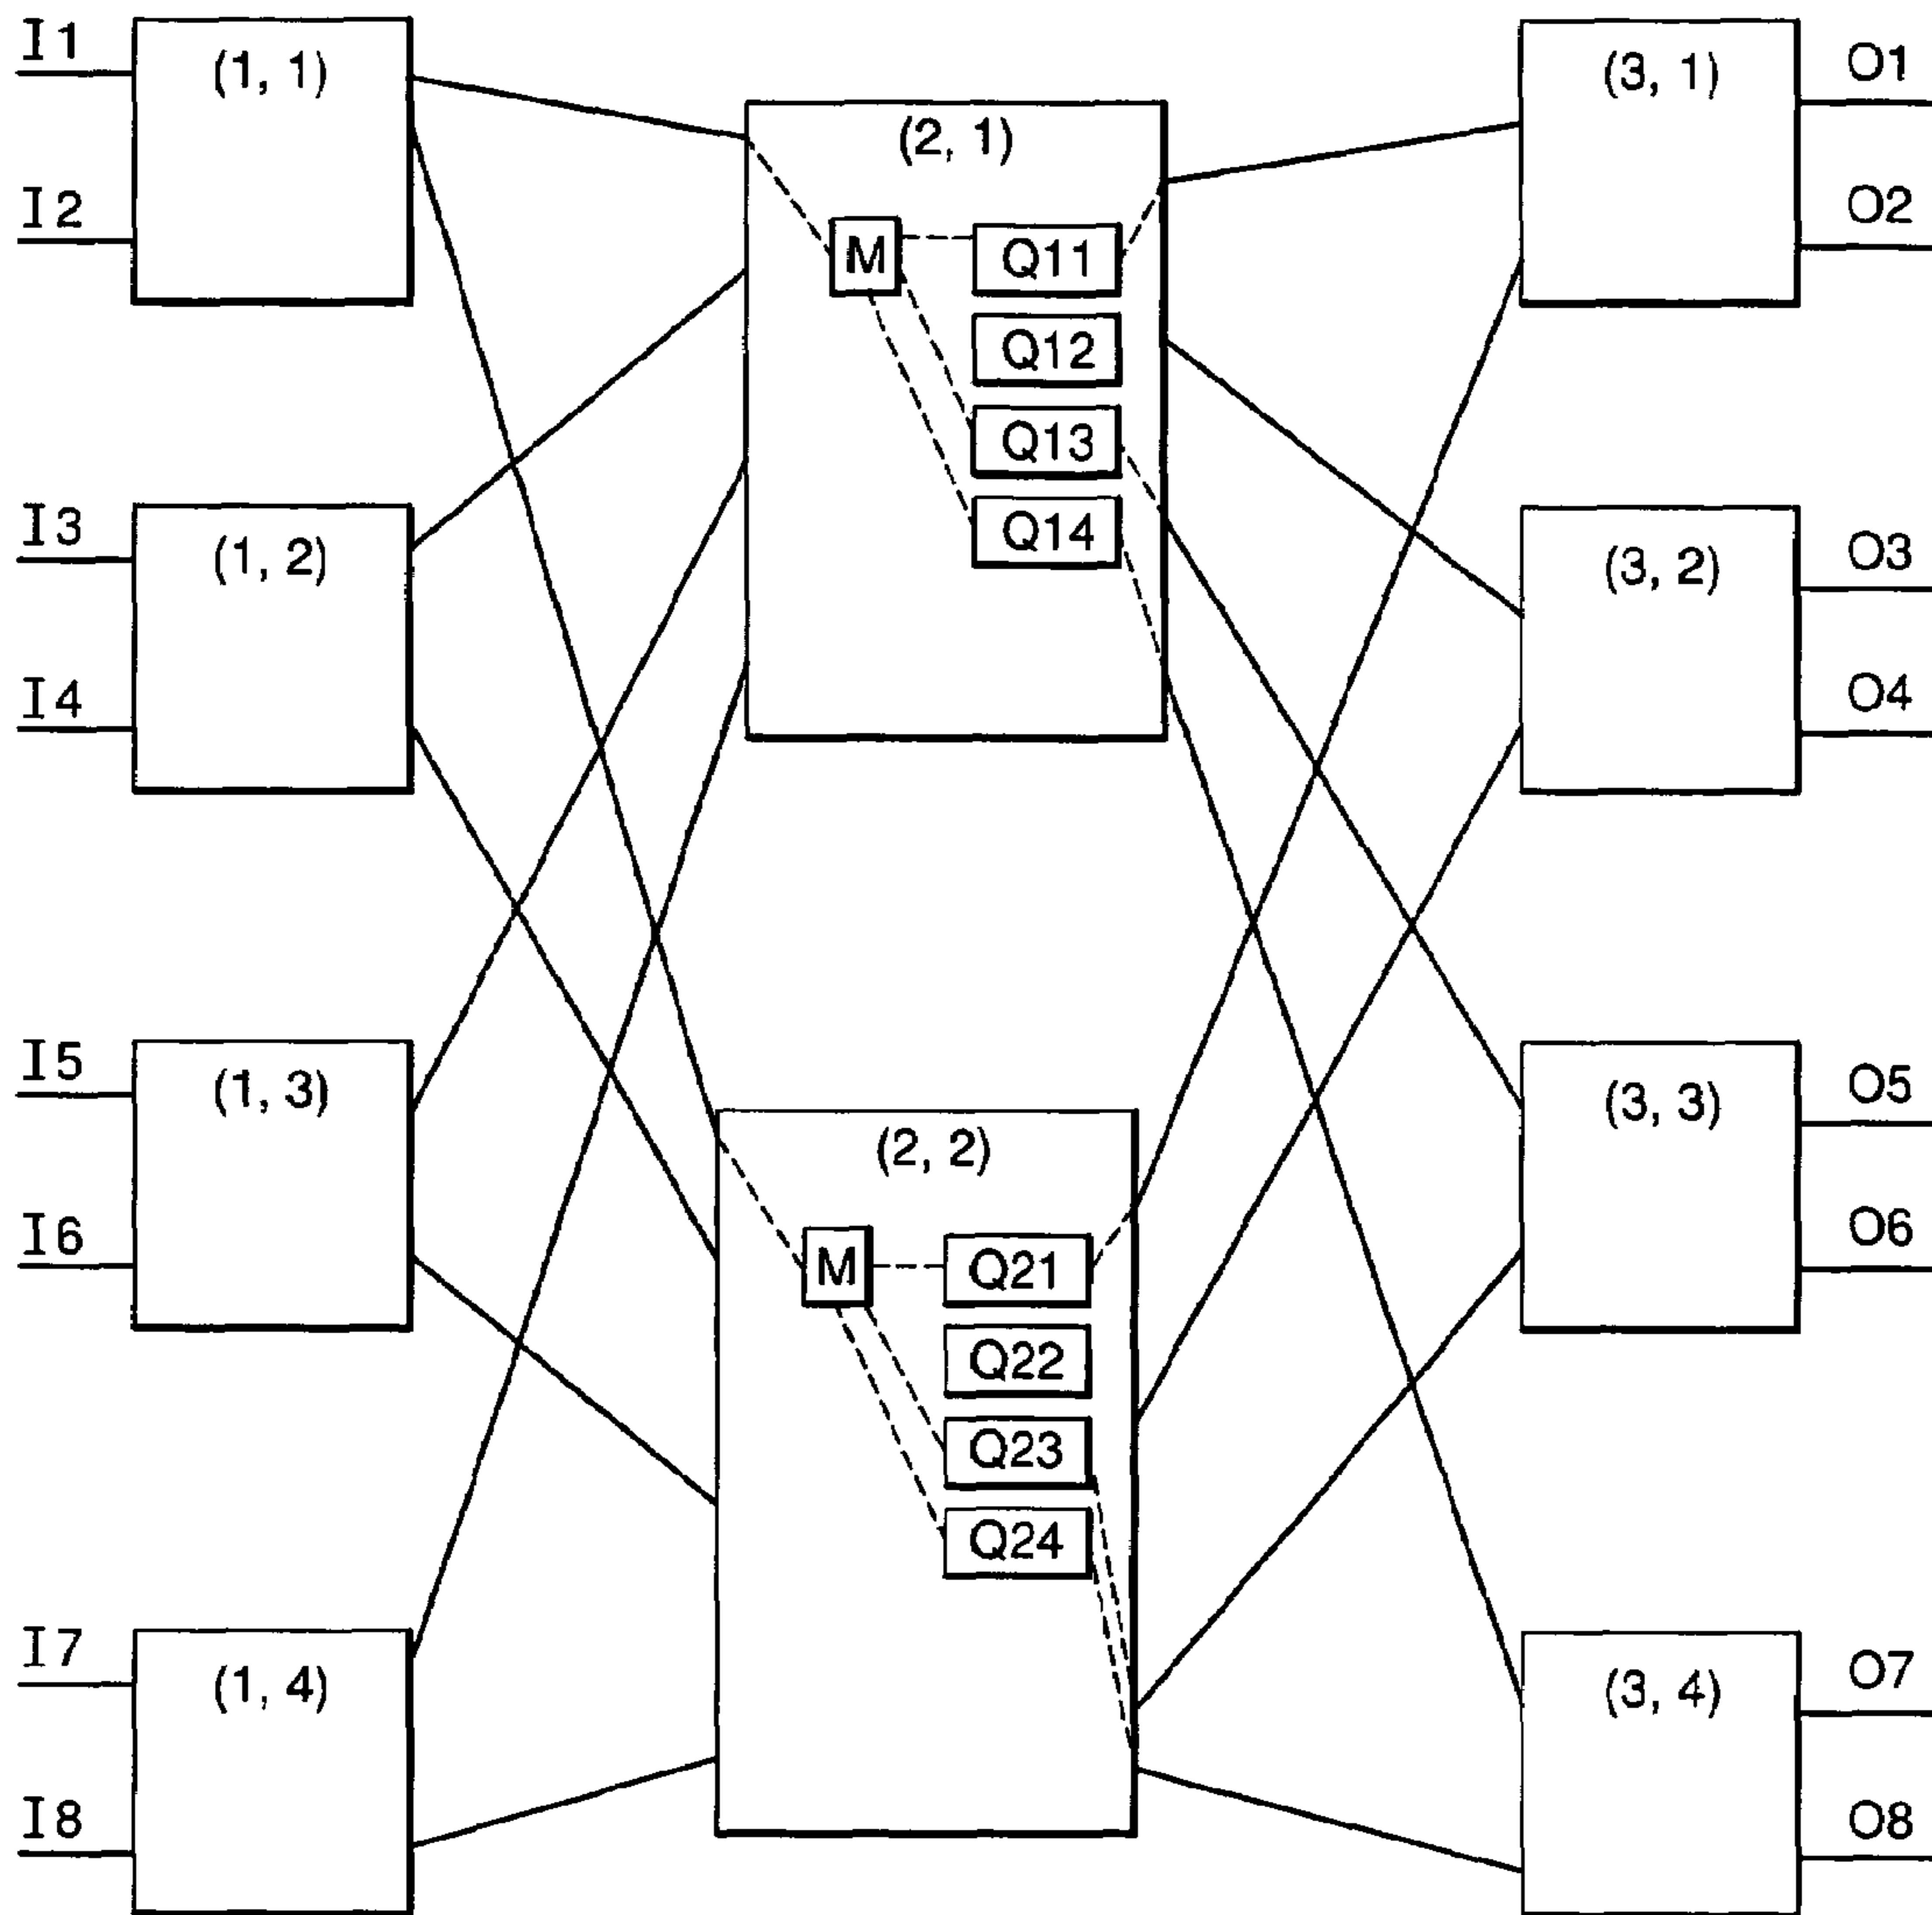 I1
(1, 1)
I2
I3
(1, 2)
I4
I5
(1, 3)
I6
I7
(1, 4)
I8
(2, 1)
M
Q11
Q12
Q13
Q14
(2, 2)
M
Q21
Q22
Q23
Q24
(3, 1)
O1
O2
(3, 2)
O3
O4
(3, 3)
O5
O6
(3, 4)
O7
O8